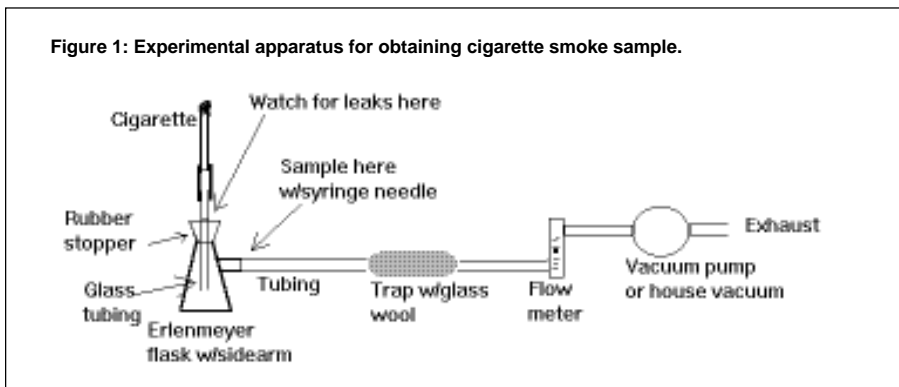 Figure 1: Experimental apparatus for obtaining cigarette smoke sample.
Watch for leaks here
Cigarette
Sample here
w/syringe needle
Rubber
stopper
Exhaust
Glass
tubing
Tubing
Trap w/glass
wool
Flow
meter
Vacuum pump
or house vacuum
Erlenmeyer
flask w/sidearm